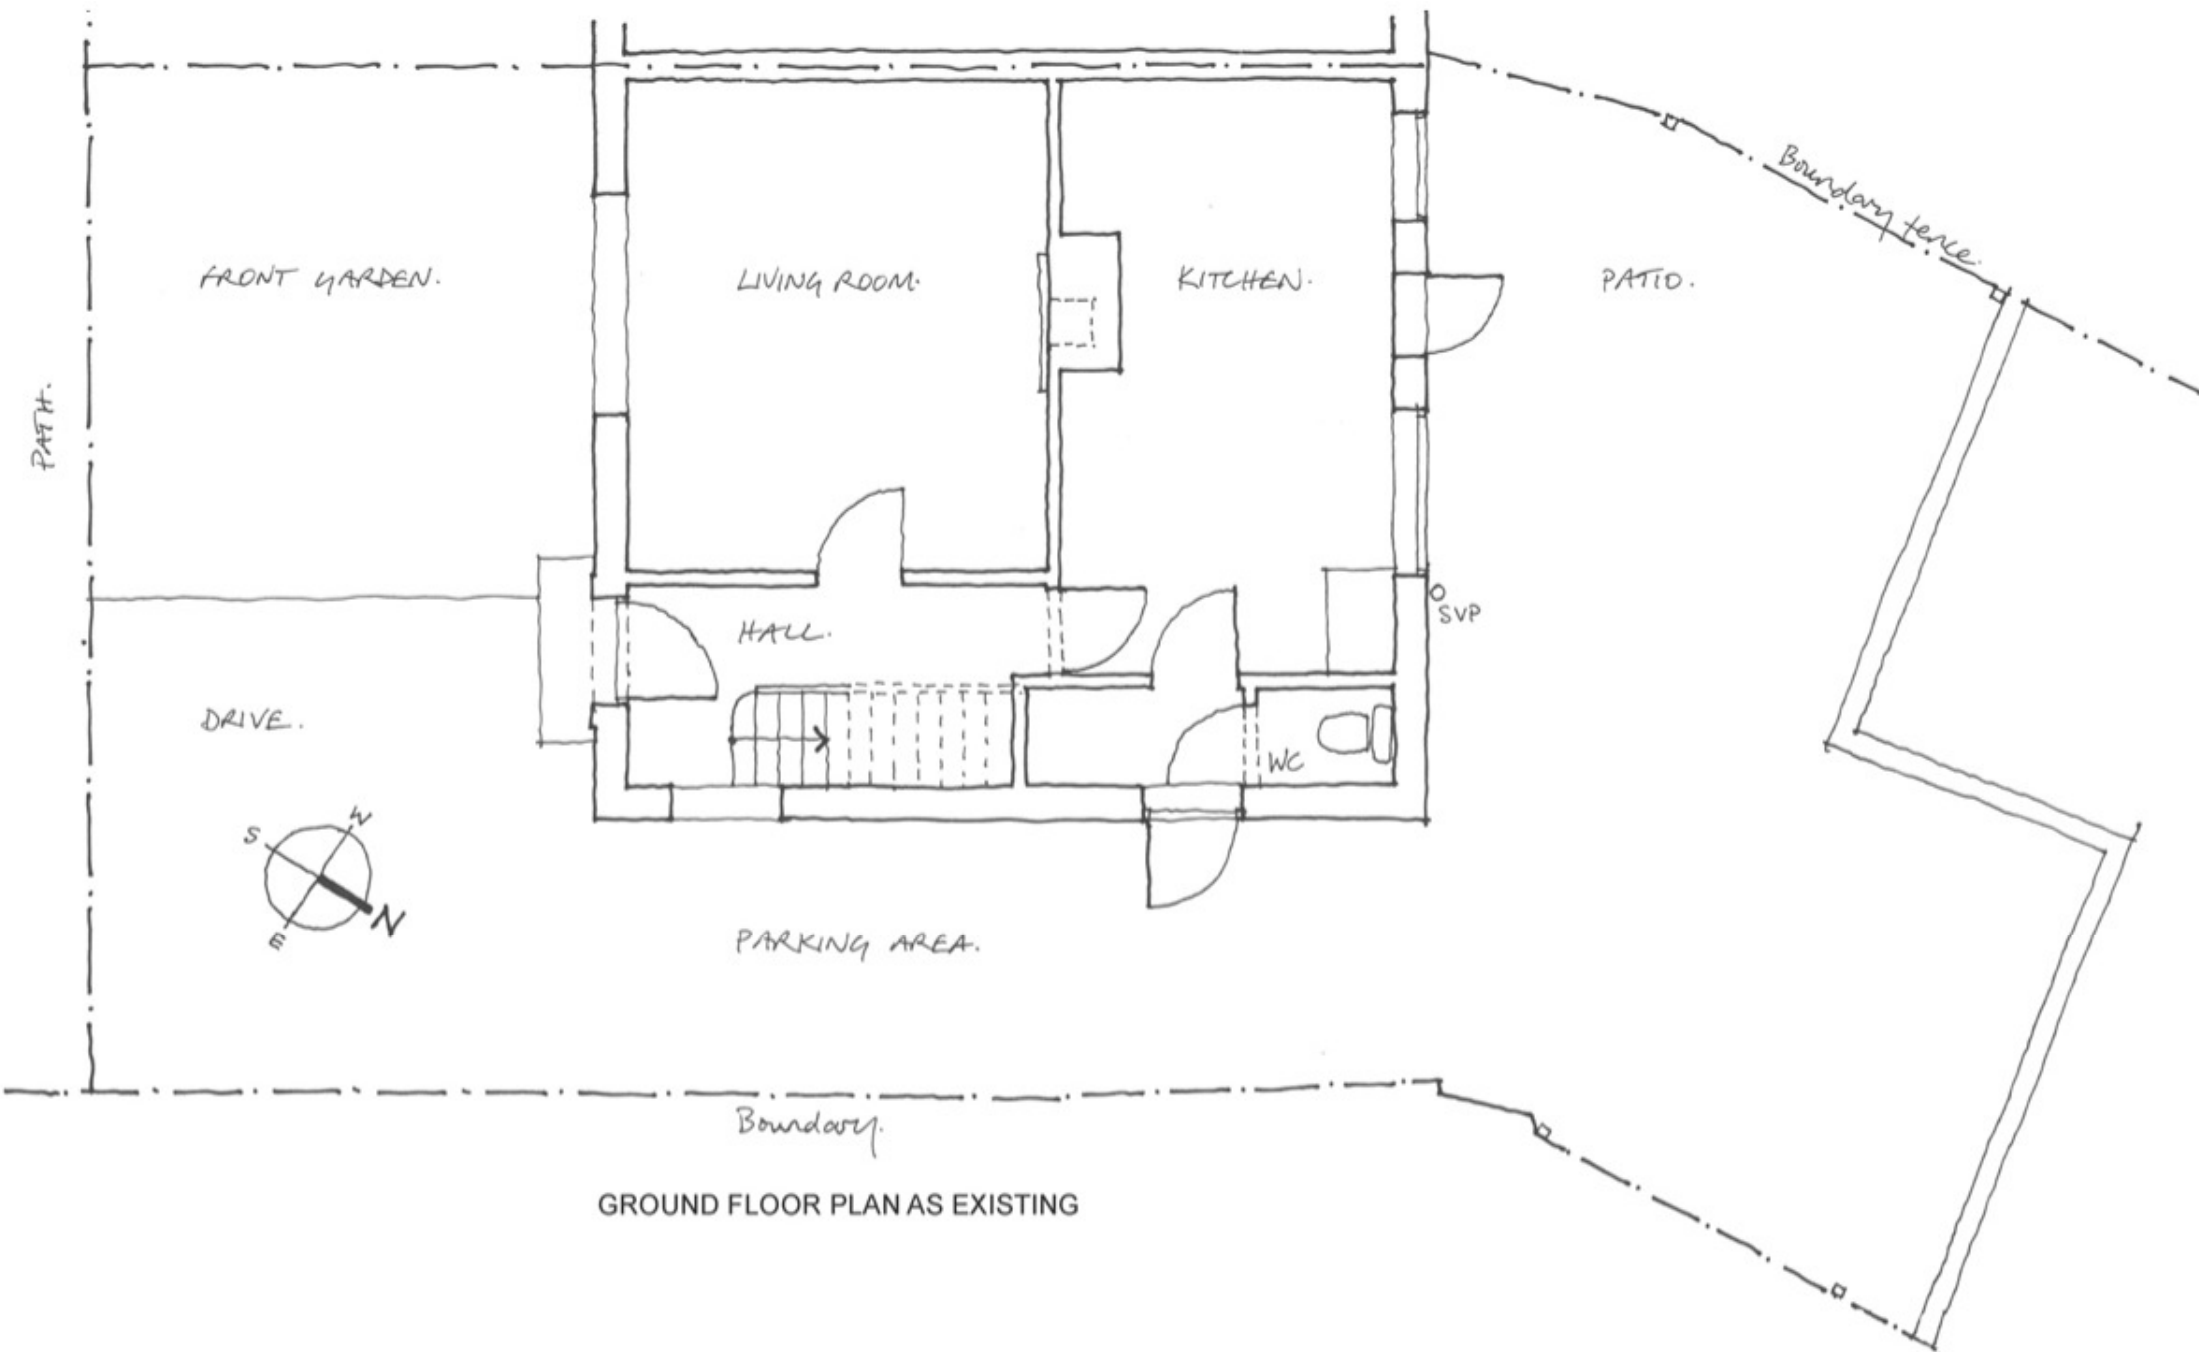 Boundary fence.
FRONT GARDEN.
LIVING ROOM.
KITCHEN.
PATIO.
PATH.
SVP
HALL.
DRIVE.
WC
S
W
E
N
PARKING AREA.
Boundary.
GROUND FLOOR PLAN AS EXISTING